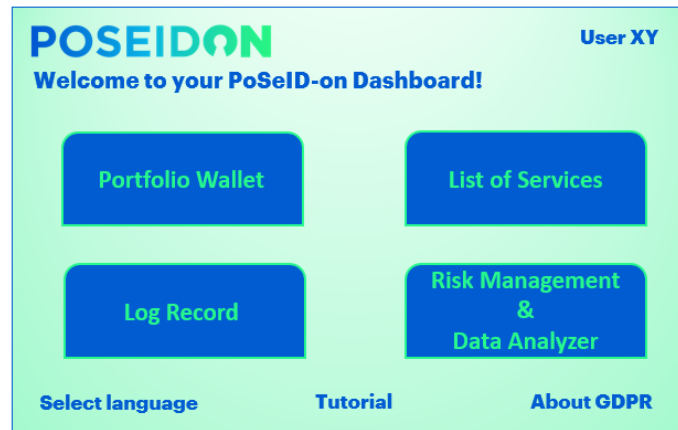 POSEIDON
User XY
Welcome to your PoSeID-on Dashboard!
Portfolio Wallet
List of Services
Log Record
Risk Management
&
Data Analyzer
Select language
Tutorial
About GDPR